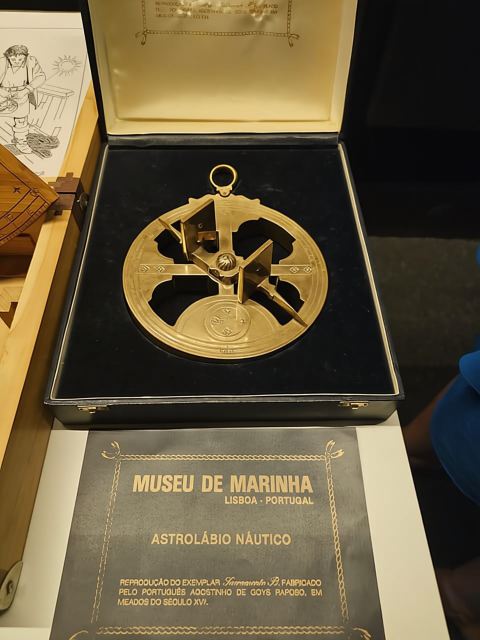 MUSEU DE MARINHA
LISBOA · PORTUGAL
ASTROLÁBIO NÁUTICO
REPRODUÇÃO DO EXEMPLAR Sacramento B, FABRICADO
PELO PORTUGUÊS AGOSTINHO DE GOYS RAPOSO, EM
MEADOS DO SÉCULO XVI.